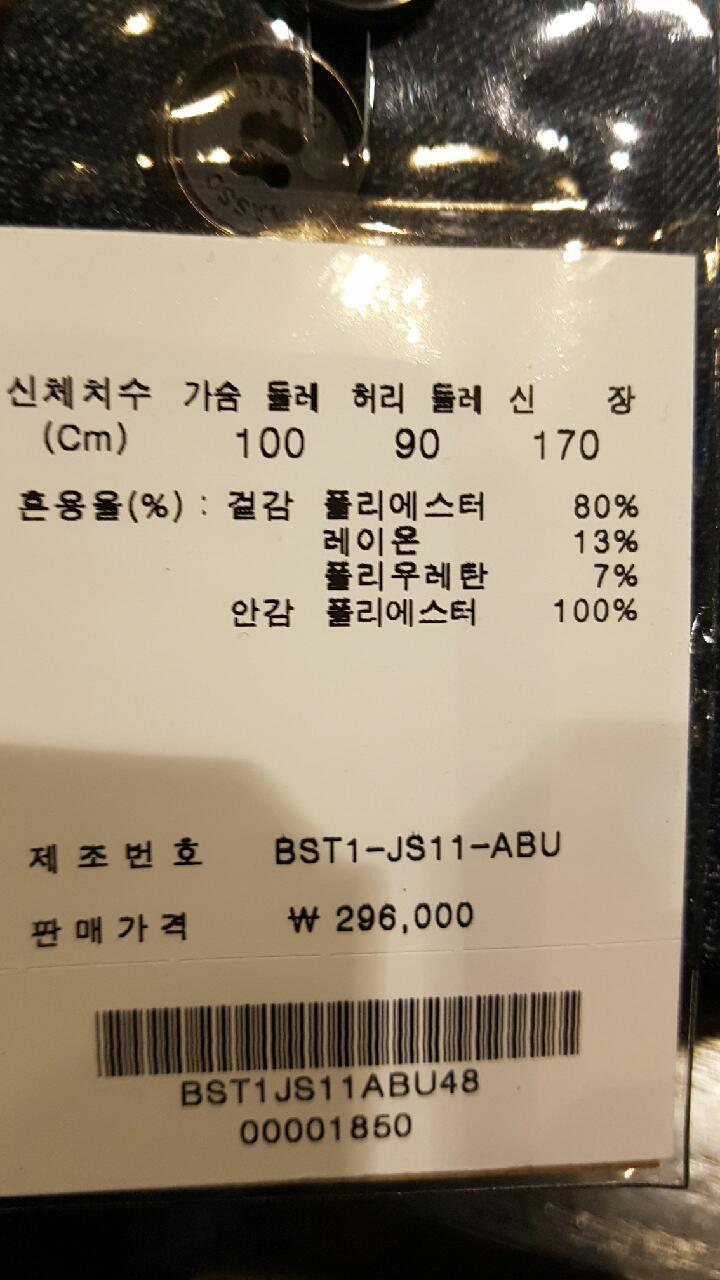 BASSO
BASSO
신체치수 가슴 둘레 허리 둘레 신 장
(Cm) 100 90 170
혼용율(%) : 겉감 폴리에스터 80%
레이온 13%
폴리우레탄 7%
안감 폴리에스터 100%
제조번호 BST1-JS11-ABU
판매가격 ₩ 296,000
BST1JS11ABU48
00001850